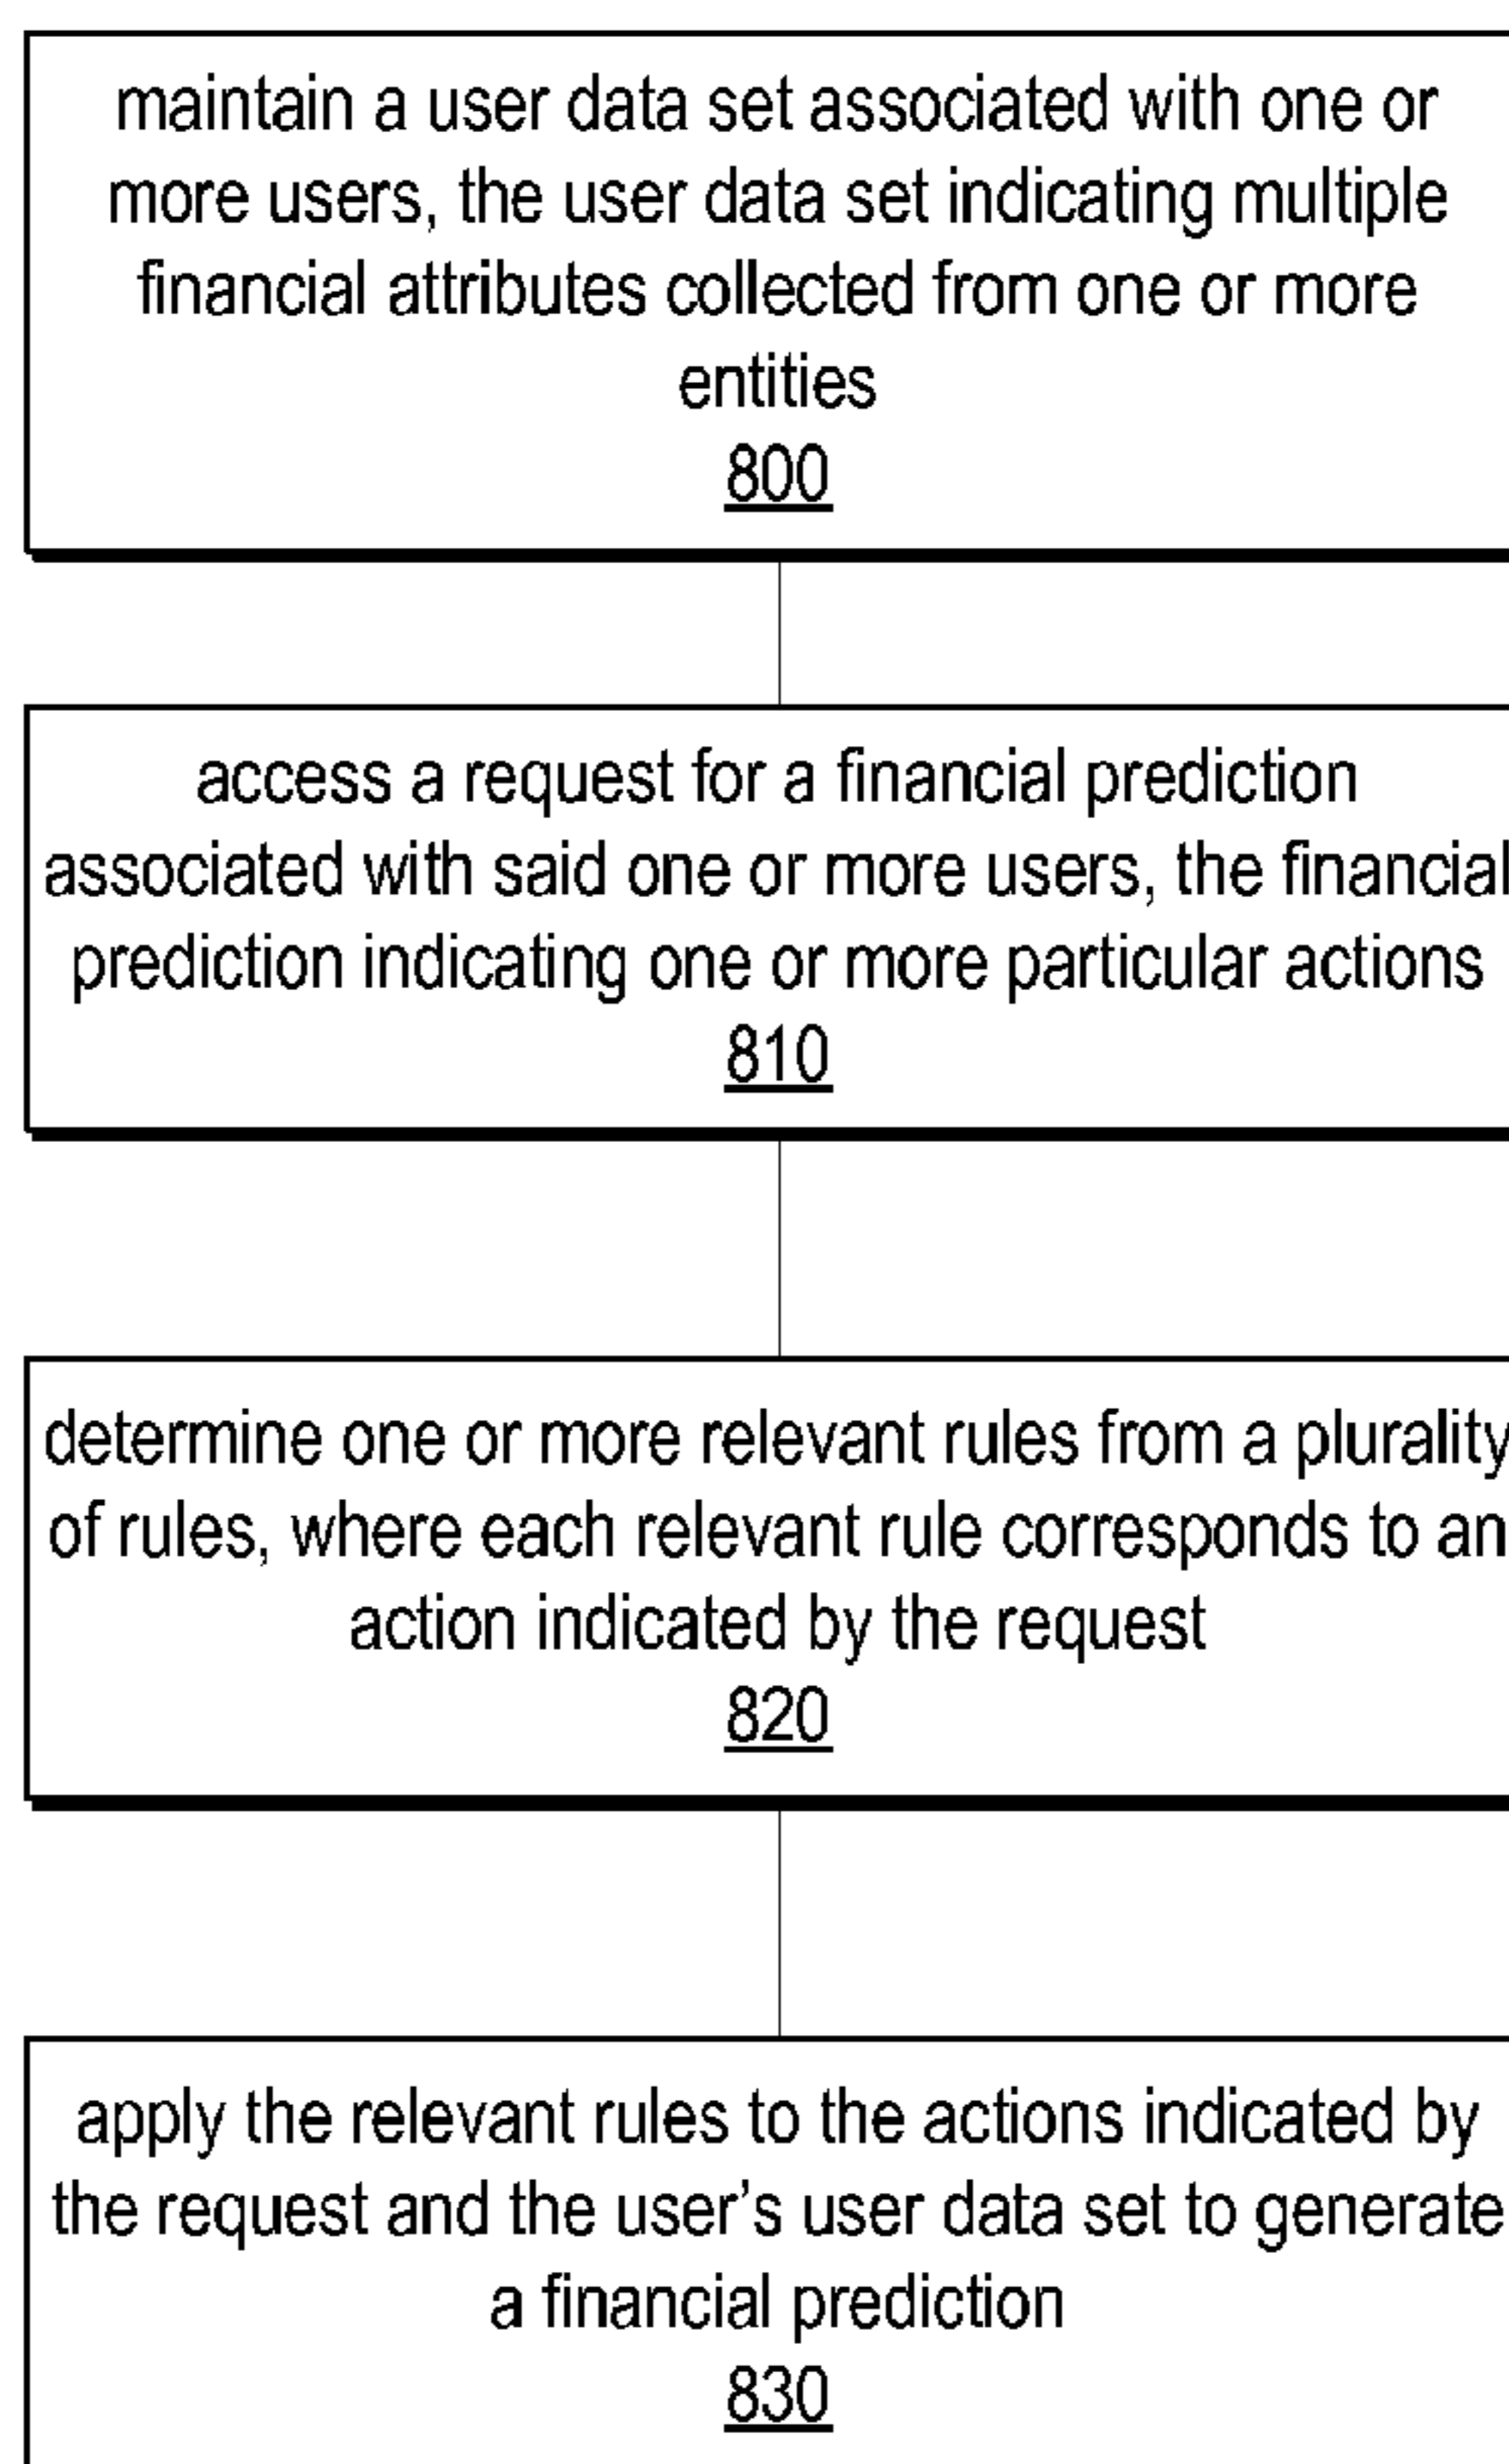 maintain a user data set associated with one or
more users, the user data set indicating multiple
financial attributes collected from one or more
entities
800
access a request for a financial prediction
associated with said one or more users, the financial
prediction indicating one or more particular actions
810
determine one or more relevant rules from a plurality
of rules, where each relevant rule corresponds to an
action indicated by the request
820
apply the relevant rules to the actions indicated by
the request and the user's user data set to generate
a financial prediction
830